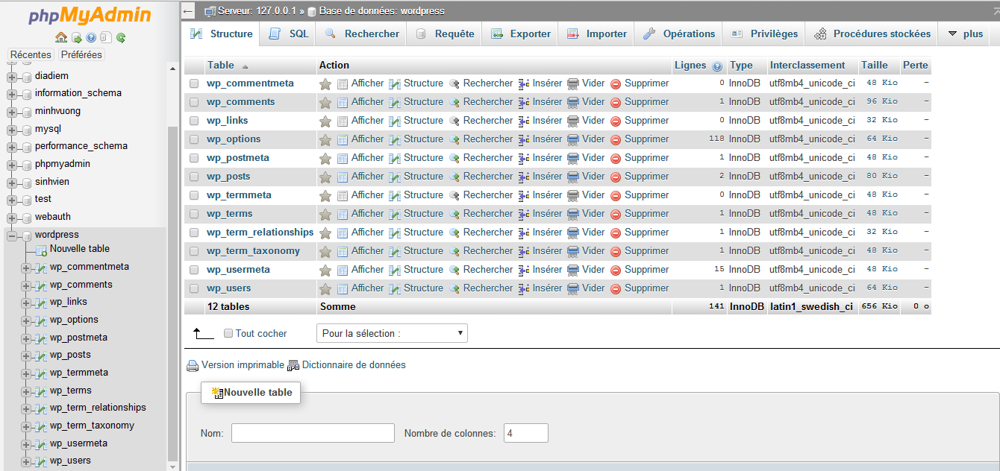 phpMyAdmin
Récentes Préférées
diadiem
information_schema
minhvuong
mysql
performance_schema
phpmyadmin
sinhvien
test
webauth
wordpress
Nouvelle table
wp_commentmeta
wp_comments
wp_links
wp_options
wp_postmeta
wp_posts
wp_termmeta
wp_terms
wp_term_relationships
wp_term_taxonomy
wp_usermeta
wp_users
Serveur: 127.0.0.1 » Base de données: wordpress
Structure SQL Rechercher Requête Exporter Importer Opérations Privilèges Procédures stockées plus
Table Action Lignes Type Interclassement Taille Perte
wp_commentmeta Afficher Structure Rechercher Insérer Vider Supprimer 0 InnoDB utf8mb4_unicode_ci 48 Kio -
wp_comments Afficher Structure Rechercher Insérer Vider Supprimer 1 InnoDB utf8mb4_unicode_ci 96 Kio -
wp_links Afficher Structure Rechercher Insérer Vider Supprimer 0 InnoDB utf8mb4_unicode_ci 32 Kio -
wp_options Afficher Structure Rechercher Insérer Vider Supprimer 118 InnoDB utf8mb4_unicode_ci 64 Kio -
wp_postmeta Afficher Structure Rechercher Insérer Vider Supprimer 1 InnoDB utf8mb4_unicode_ci 48 Kio -
wp_posts Afficher Structure Rechercher Insérer Vider Supprimer 2 InnoDB utf8mb4_unicode_ci 80 Kio -
wp_termmeta Afficher Structure Rechercher Insérer Vider Supprimer 0 InnoDB utf8mb4_unicode_ci 48 Kio -
wp_terms Afficher Structure Rechercher Insérer Vider Supprimer 1 InnoDB utf8mb4_unicode_ci 48 Kio -
wp_term_relationships Afficher Structure Rechercher Insérer Vider Supprimer 1 InnoDB utf8mb4_unicode_ci 32 Kio -
wp_term_taxonomy Afficher Structure Rechercher Insérer Vider Supprimer 1 InnoDB utf8mb4_unicode_ci 48 Kio -
wp_usermeta Afficher Structure Rechercher Insérer Vider Supprimer 15 InnoDB utf8mb4_unicode_ci 48 Kio -
wp_users Afficher Structure Rechercher Insérer Vider Supprimer 1 InnoDB utf8mb4_unicode_ci 64 Kio -
12 tables Somme 141 InnoDB latin1_swedish_ci 656 Kio 0 o
Tout cocher Pour la sélection :
Version imprimable Dictionnaire de données
Nouvelle table
Nom: Nombre de colonnes: 4